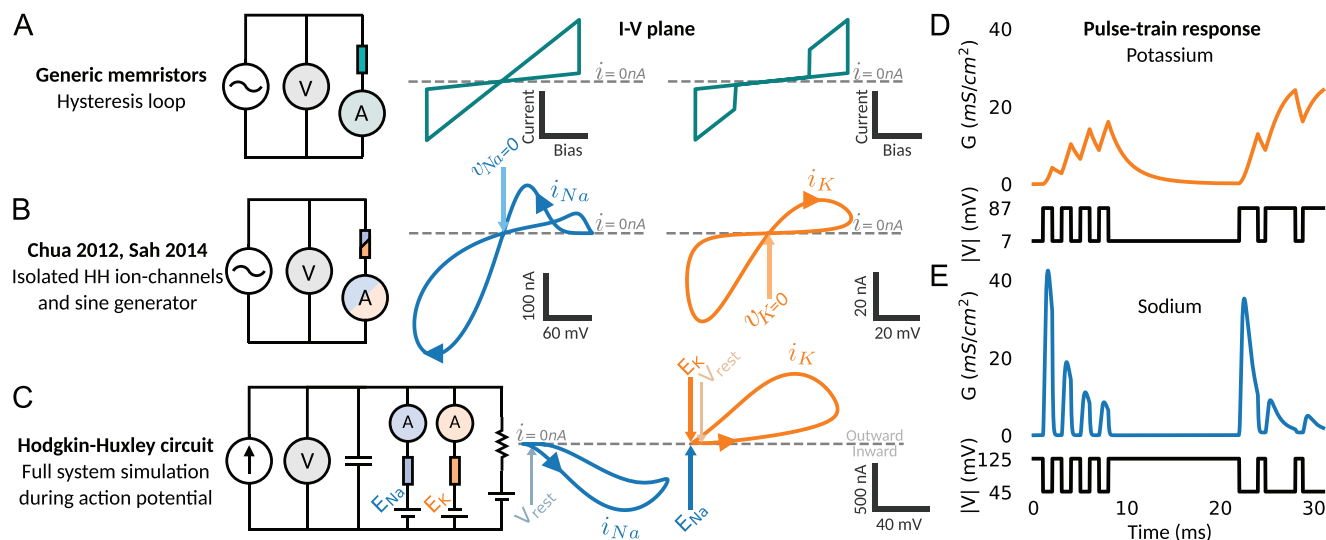 A
Generic memristors
Hysteresis loop
V
A
I-V plane
i = 0nA
Current
Bias
i = 0nA
Current
Bias
B
Chua 2012, Sah 2014
Isolated HH ion-channels
and sine generator
V
A
v_Na=0
i_Na
i = 0nA
100 nA
60 mV
i_K
i = 0nA
v_K=0
20 nA
20 mV
C
Hodgkin-Huxley circuit
Full system simulation
during action potential
V
A
A
E_Na
E_K
i = 0nA
V_rest
i_Na
E_K
V_rest
i_K
E_Na
Outward
Inward
500 nA
40 mV
D
Pulse-train response
Potassium
G (mS/cm²)
40
20
0
|V| (mV)
87
7
E
Sodium
G (mS/cm²)
40
20
0
|V| (mV)
125
45
0 10 20 30
Time (ms)